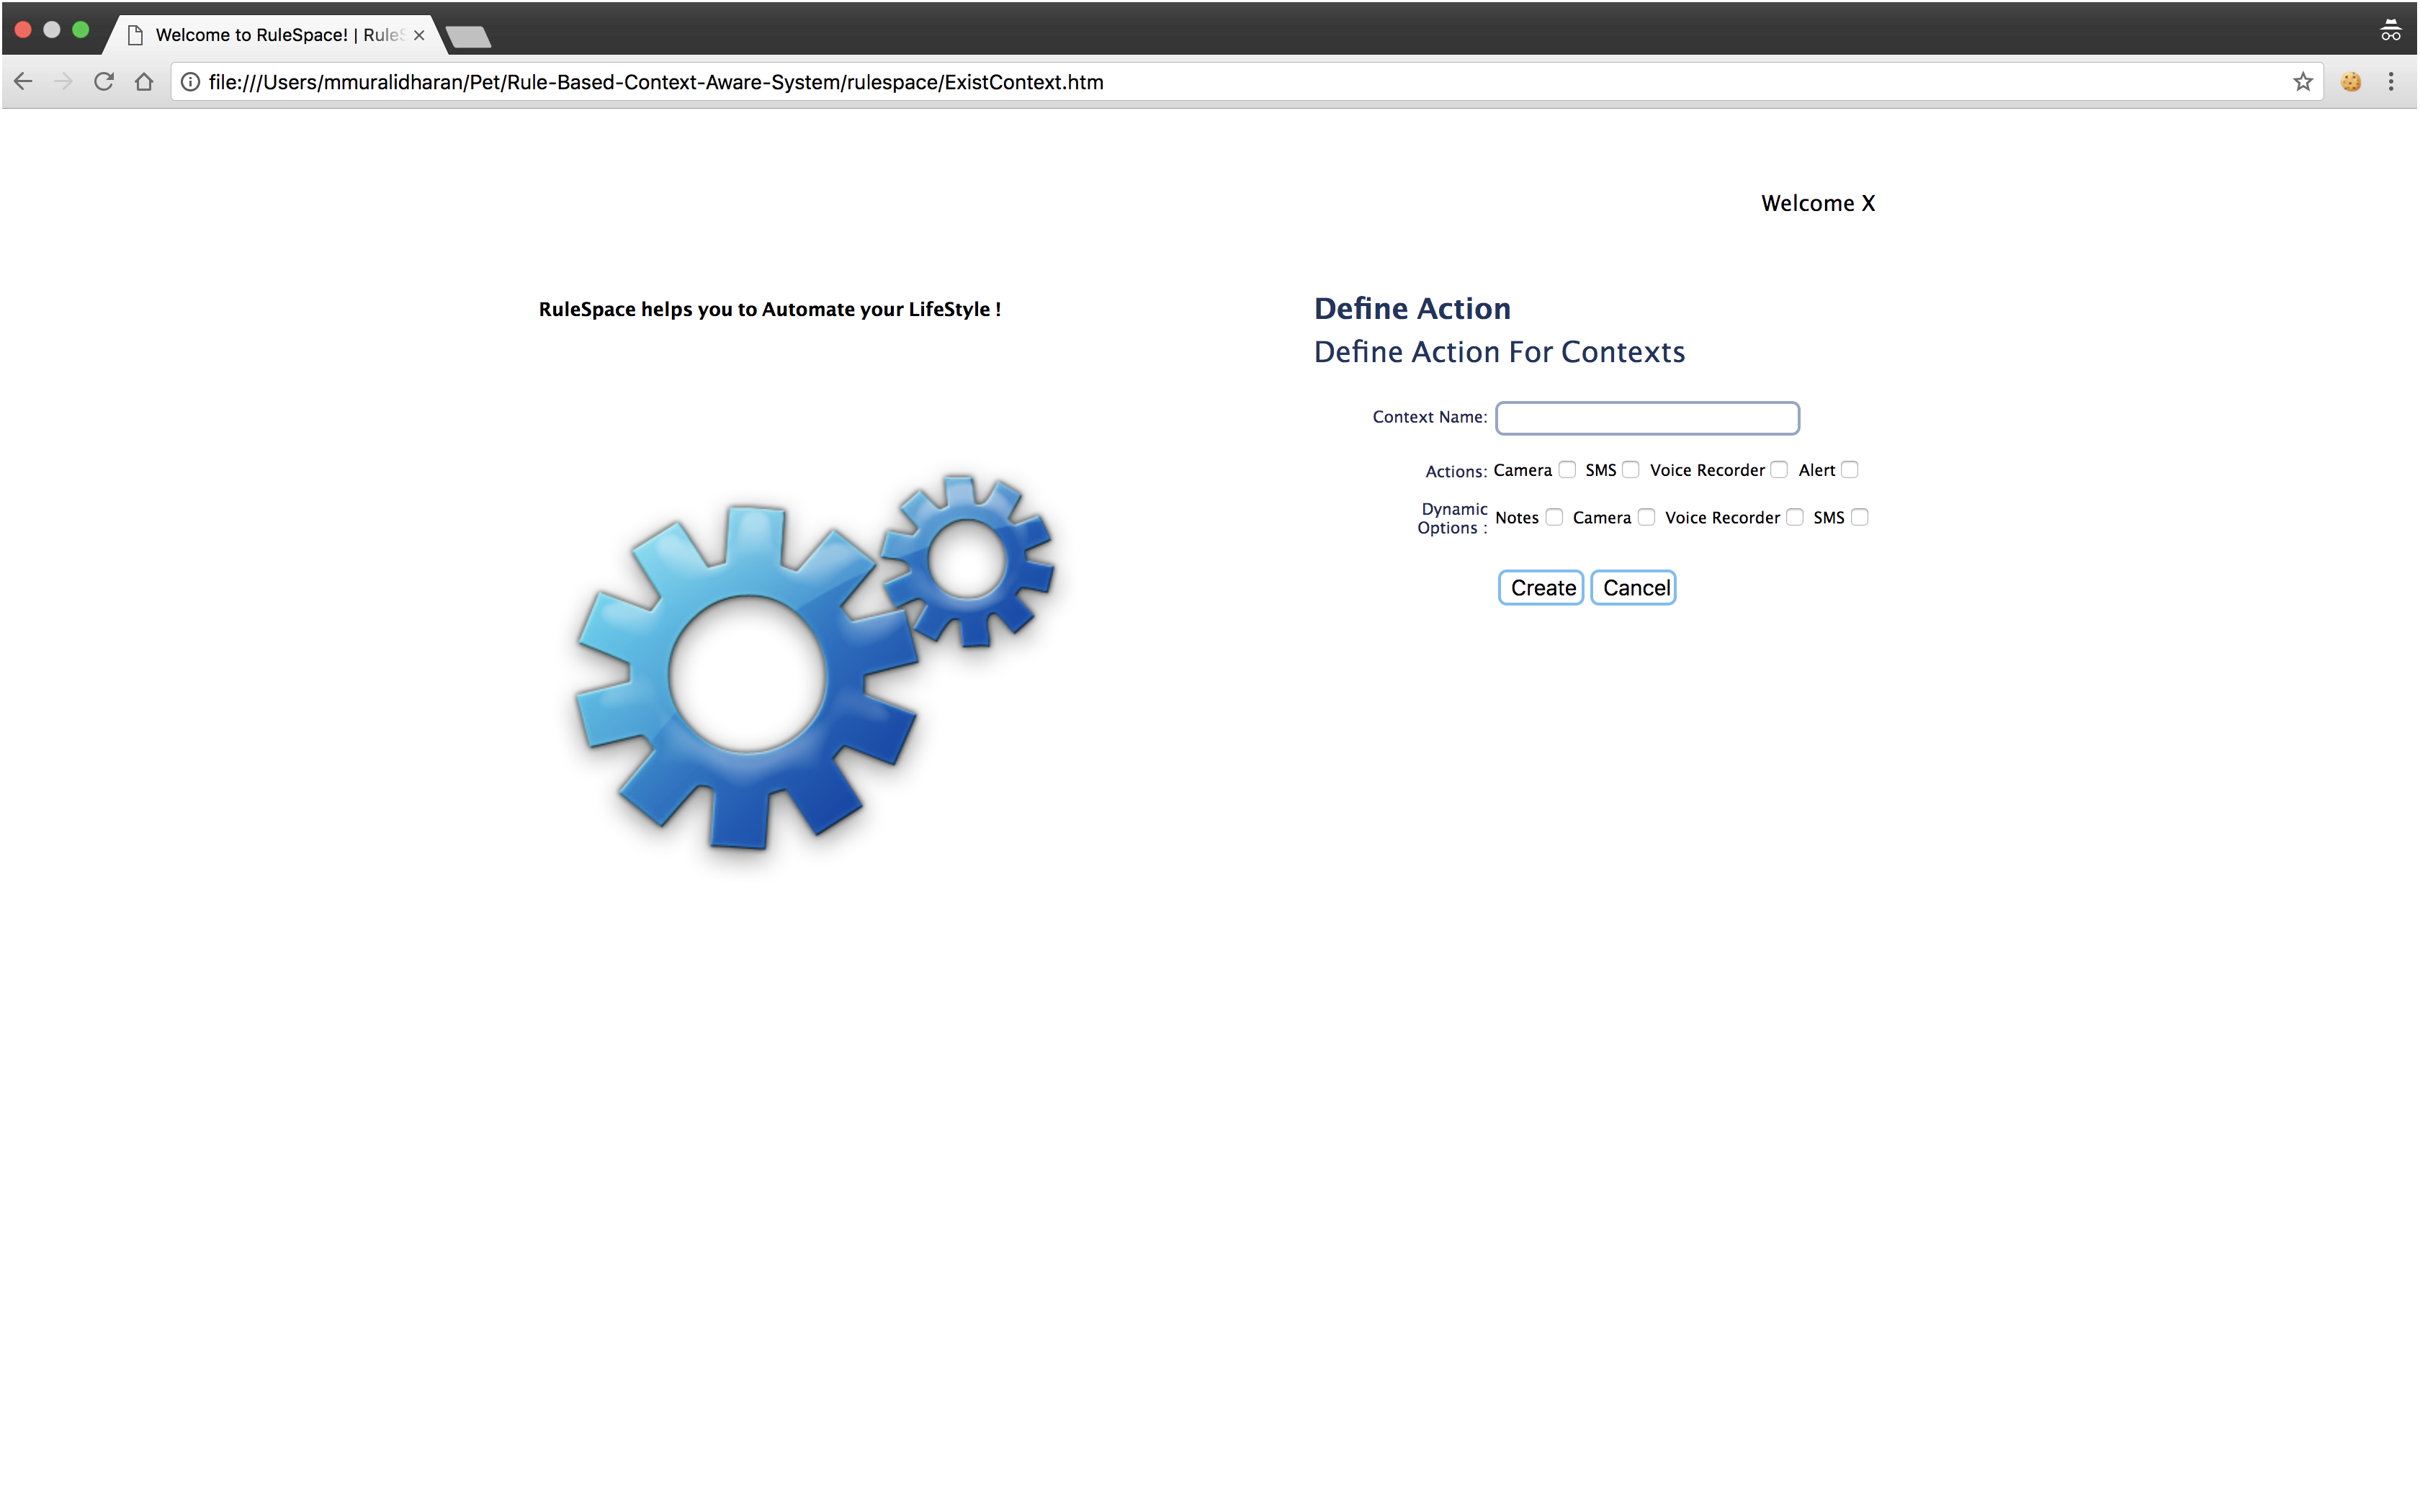 Welcome to RuleSpace! | Rule
file:///Users/mmuralidharan/Pet/Rule-Based-Context-Aware-System/rulespace/ExistContext.htm
Welcome X
RuleSpace helps you to Automate your LifeStyle !
Define Action
Define Action For Contexts
Context Name:
Actions: Camera SMS Voice Recorder Alert
Dynamic
Options : Notes Camera Voice Recorder SMS
Create Cancel